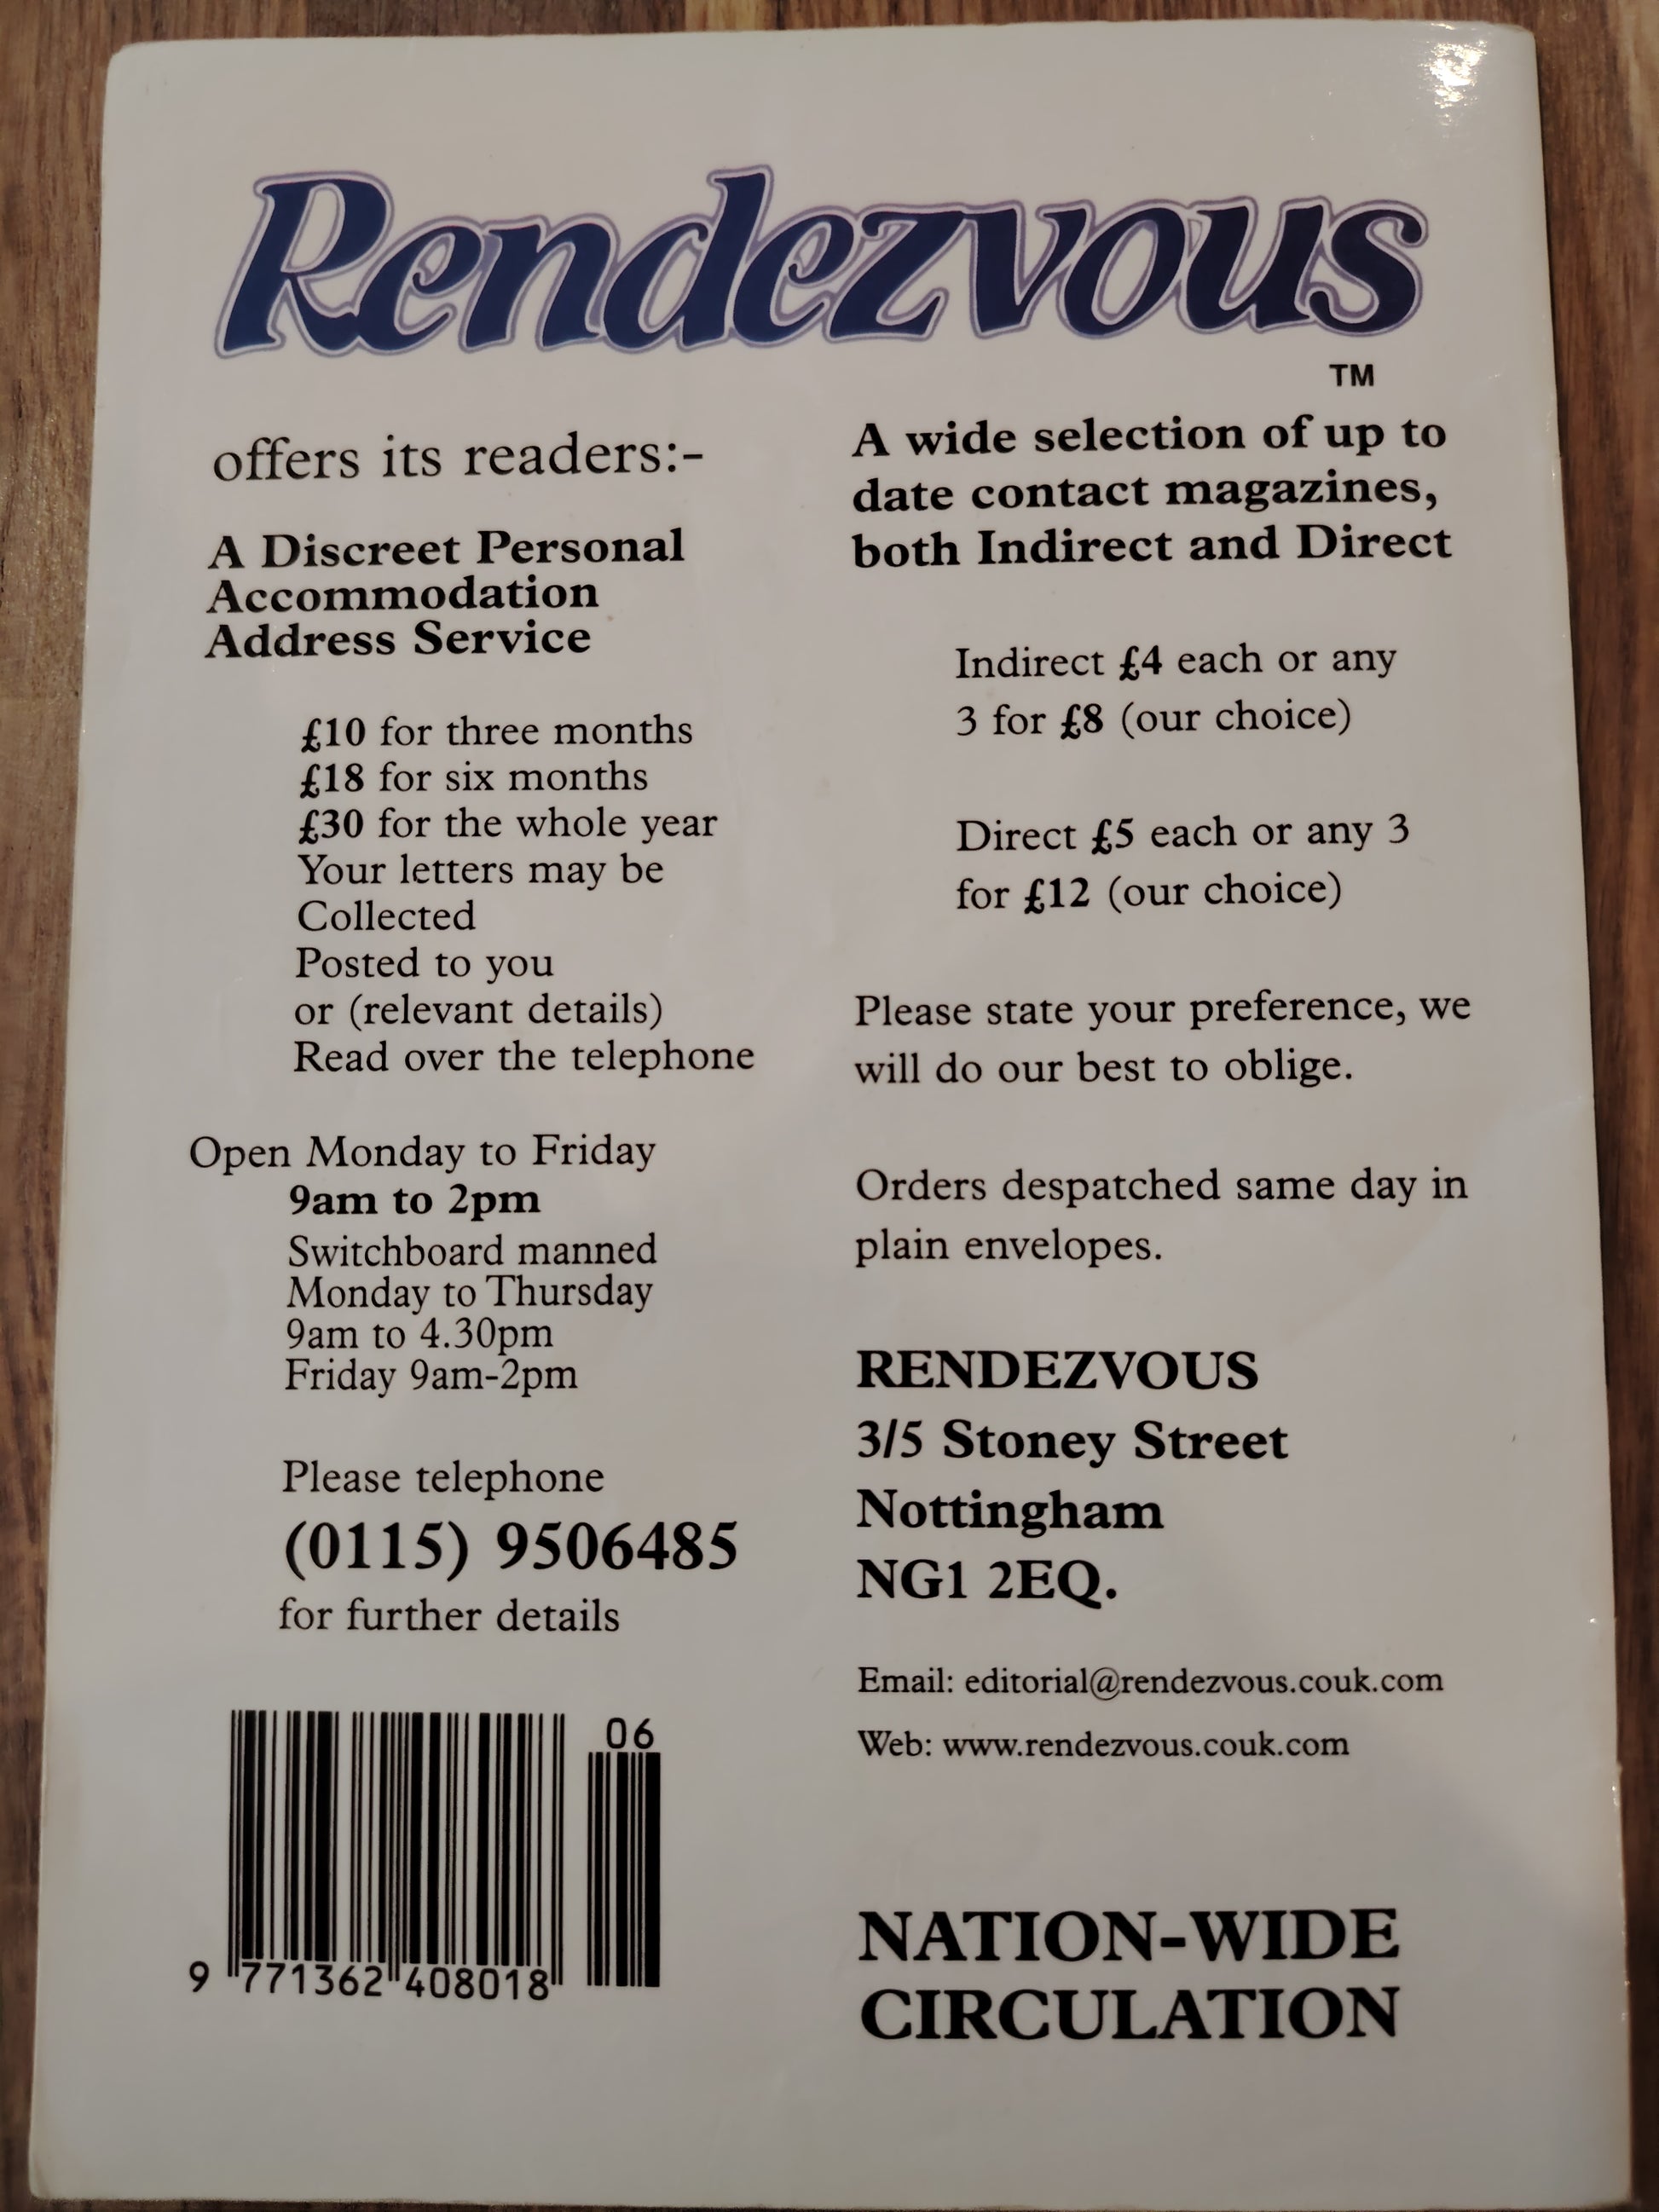 Rendezvous
TM
offers its readers:-
A Discreet Personal
Accommodation
Address Service
£10 for three months
£18 for six months
£30 for the whole year
Your letters may be
Collected
Posted to you
or (relevant details)
Read over the telephone
Open Monday to Friday
9am to 2pm
Switchboard manned
Monday to Thursday
9am to 4.30pm
Friday 9am-2pm
Please telephone
(0115) 9506485
for further details
06
9 771362 408018
A wide selection of up to
date contact magazines,
both Indirect and Direct
Indirect £4 each or any
3 for £8 (our choice)
Direct £5 each or any 3
for £12 (our choice)
Please state your preference, we
will do our best to oblige.
Orders despatched same day in
plain envelopes.
RENDEZVOUS
3/5 Stoney Street
Nottingham
NG1 2EQ.
Email: editorial@rendezvous.couk.com
Web: www.rendezvous.couk.com
NATION-WIDE
CIRCULATION